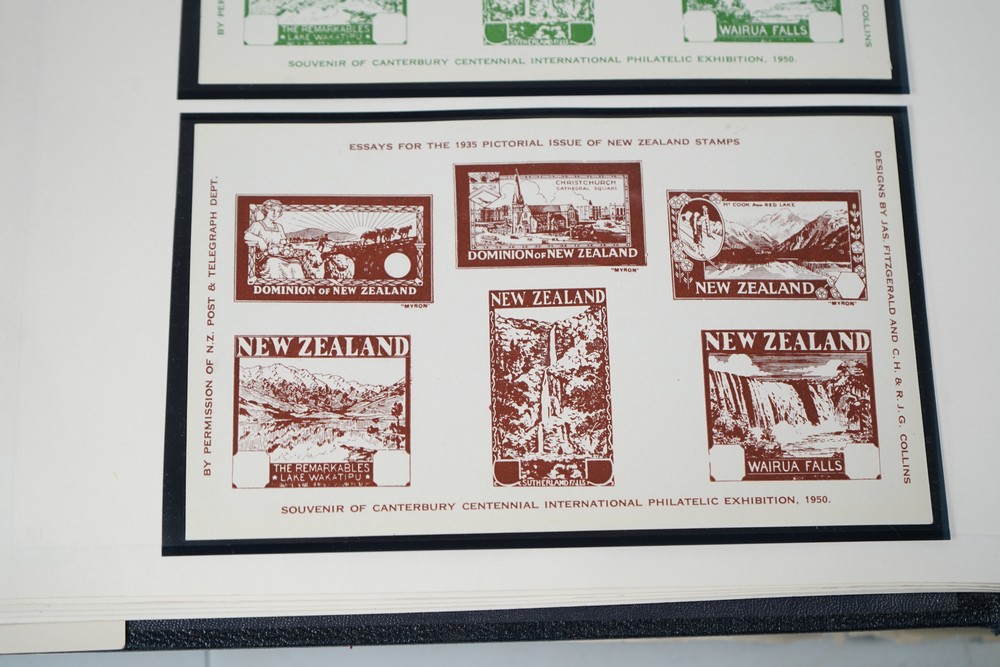 THE REMARKABLES
LAKE WAKATIPU
SUTHERLAND FALLS
WAIRUA FALLS
BY PER
COLLINS
SOUVENIR OF CANTERBURY CENTENNIAL INTERNATIONAL PHILATELIC EXHIBITION, 1950.
ESSAYS FOR THE 1935 PICTORIAL ISSUE OF NEW ZEALAND STAMPS
BY PERMISSION OF N.Z. POST & TELEGRAPH DEPT.
DESIGNS BY JAS. FITZGERALD AND C. H. & R. J. G. COLLINS
DOMINION OF NEW ZEALAND
"MYRON"
CHRISTCHURCH
CATHEDRAL SQUARE
DOMINION OF NEW ZEALAND
"MYRON"
MT COOK FROM RED LAKE
NEW ZEALAND
"MYRON"
NEW ZEALAND
THE REMARKABLES
LAKE WAKATIPU
NEW ZEALAND
SUTHERLAND FALLS
NEW ZEALAND
WAIRUA FALLS
SOUVENIR OF CANTERBURY CENTENNIAL INTERNATIONAL PHILATELIC EXHIBITION, 1950.